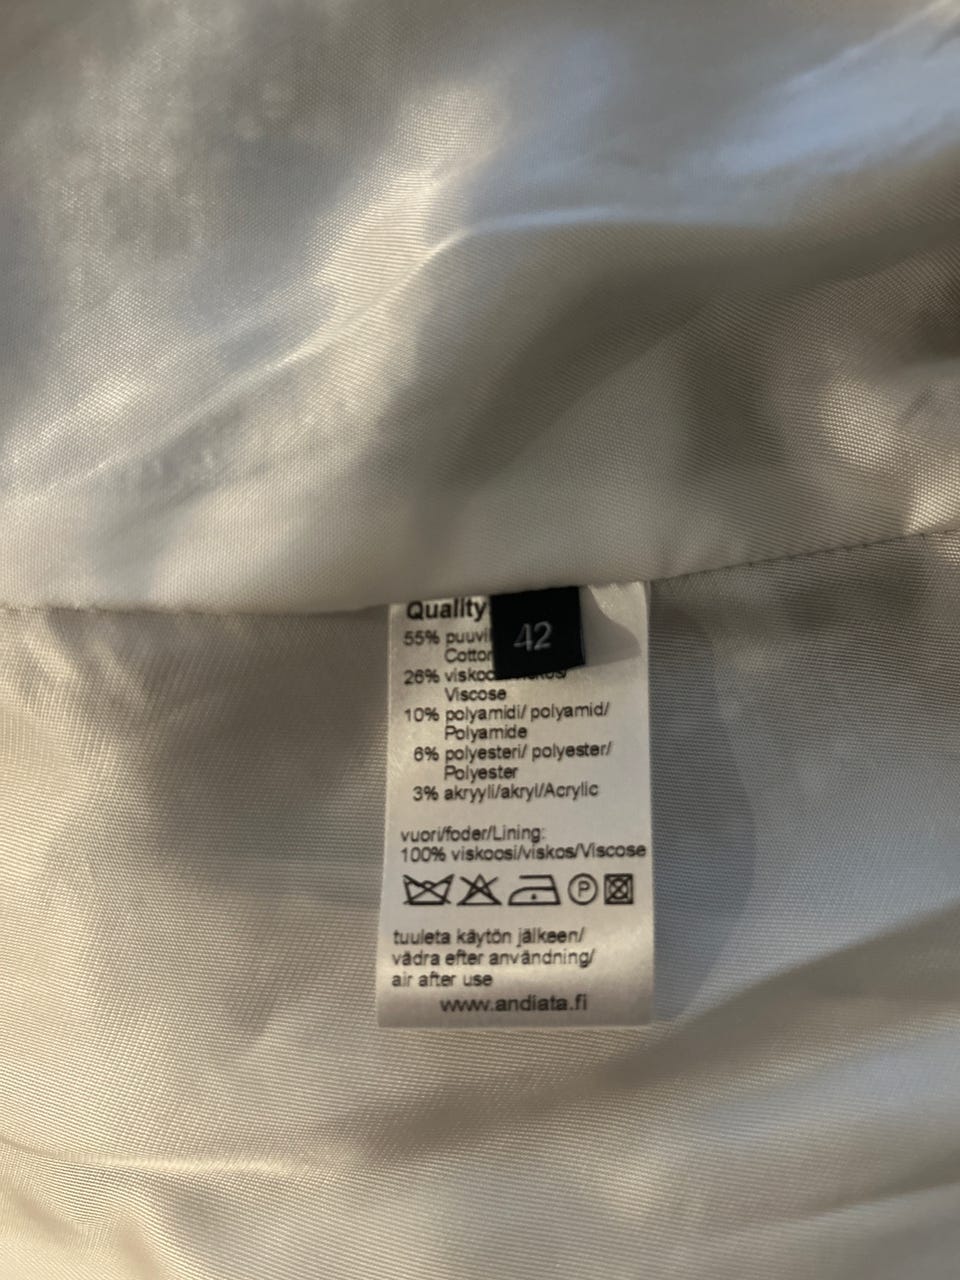 Quality
42
55%
26%
Viscose
10% polyamidi/ polyamid/
Polyamide
6% polyesteri/ polyester/
Polyester
3% akryyli/akryl/Acrylic
vuori/foder/Lining:
100% viskoosi/viskos/Viscose
P
tuuleta käytön jälkeen/
vädra efter användning/
air after use
www.andiata.fi